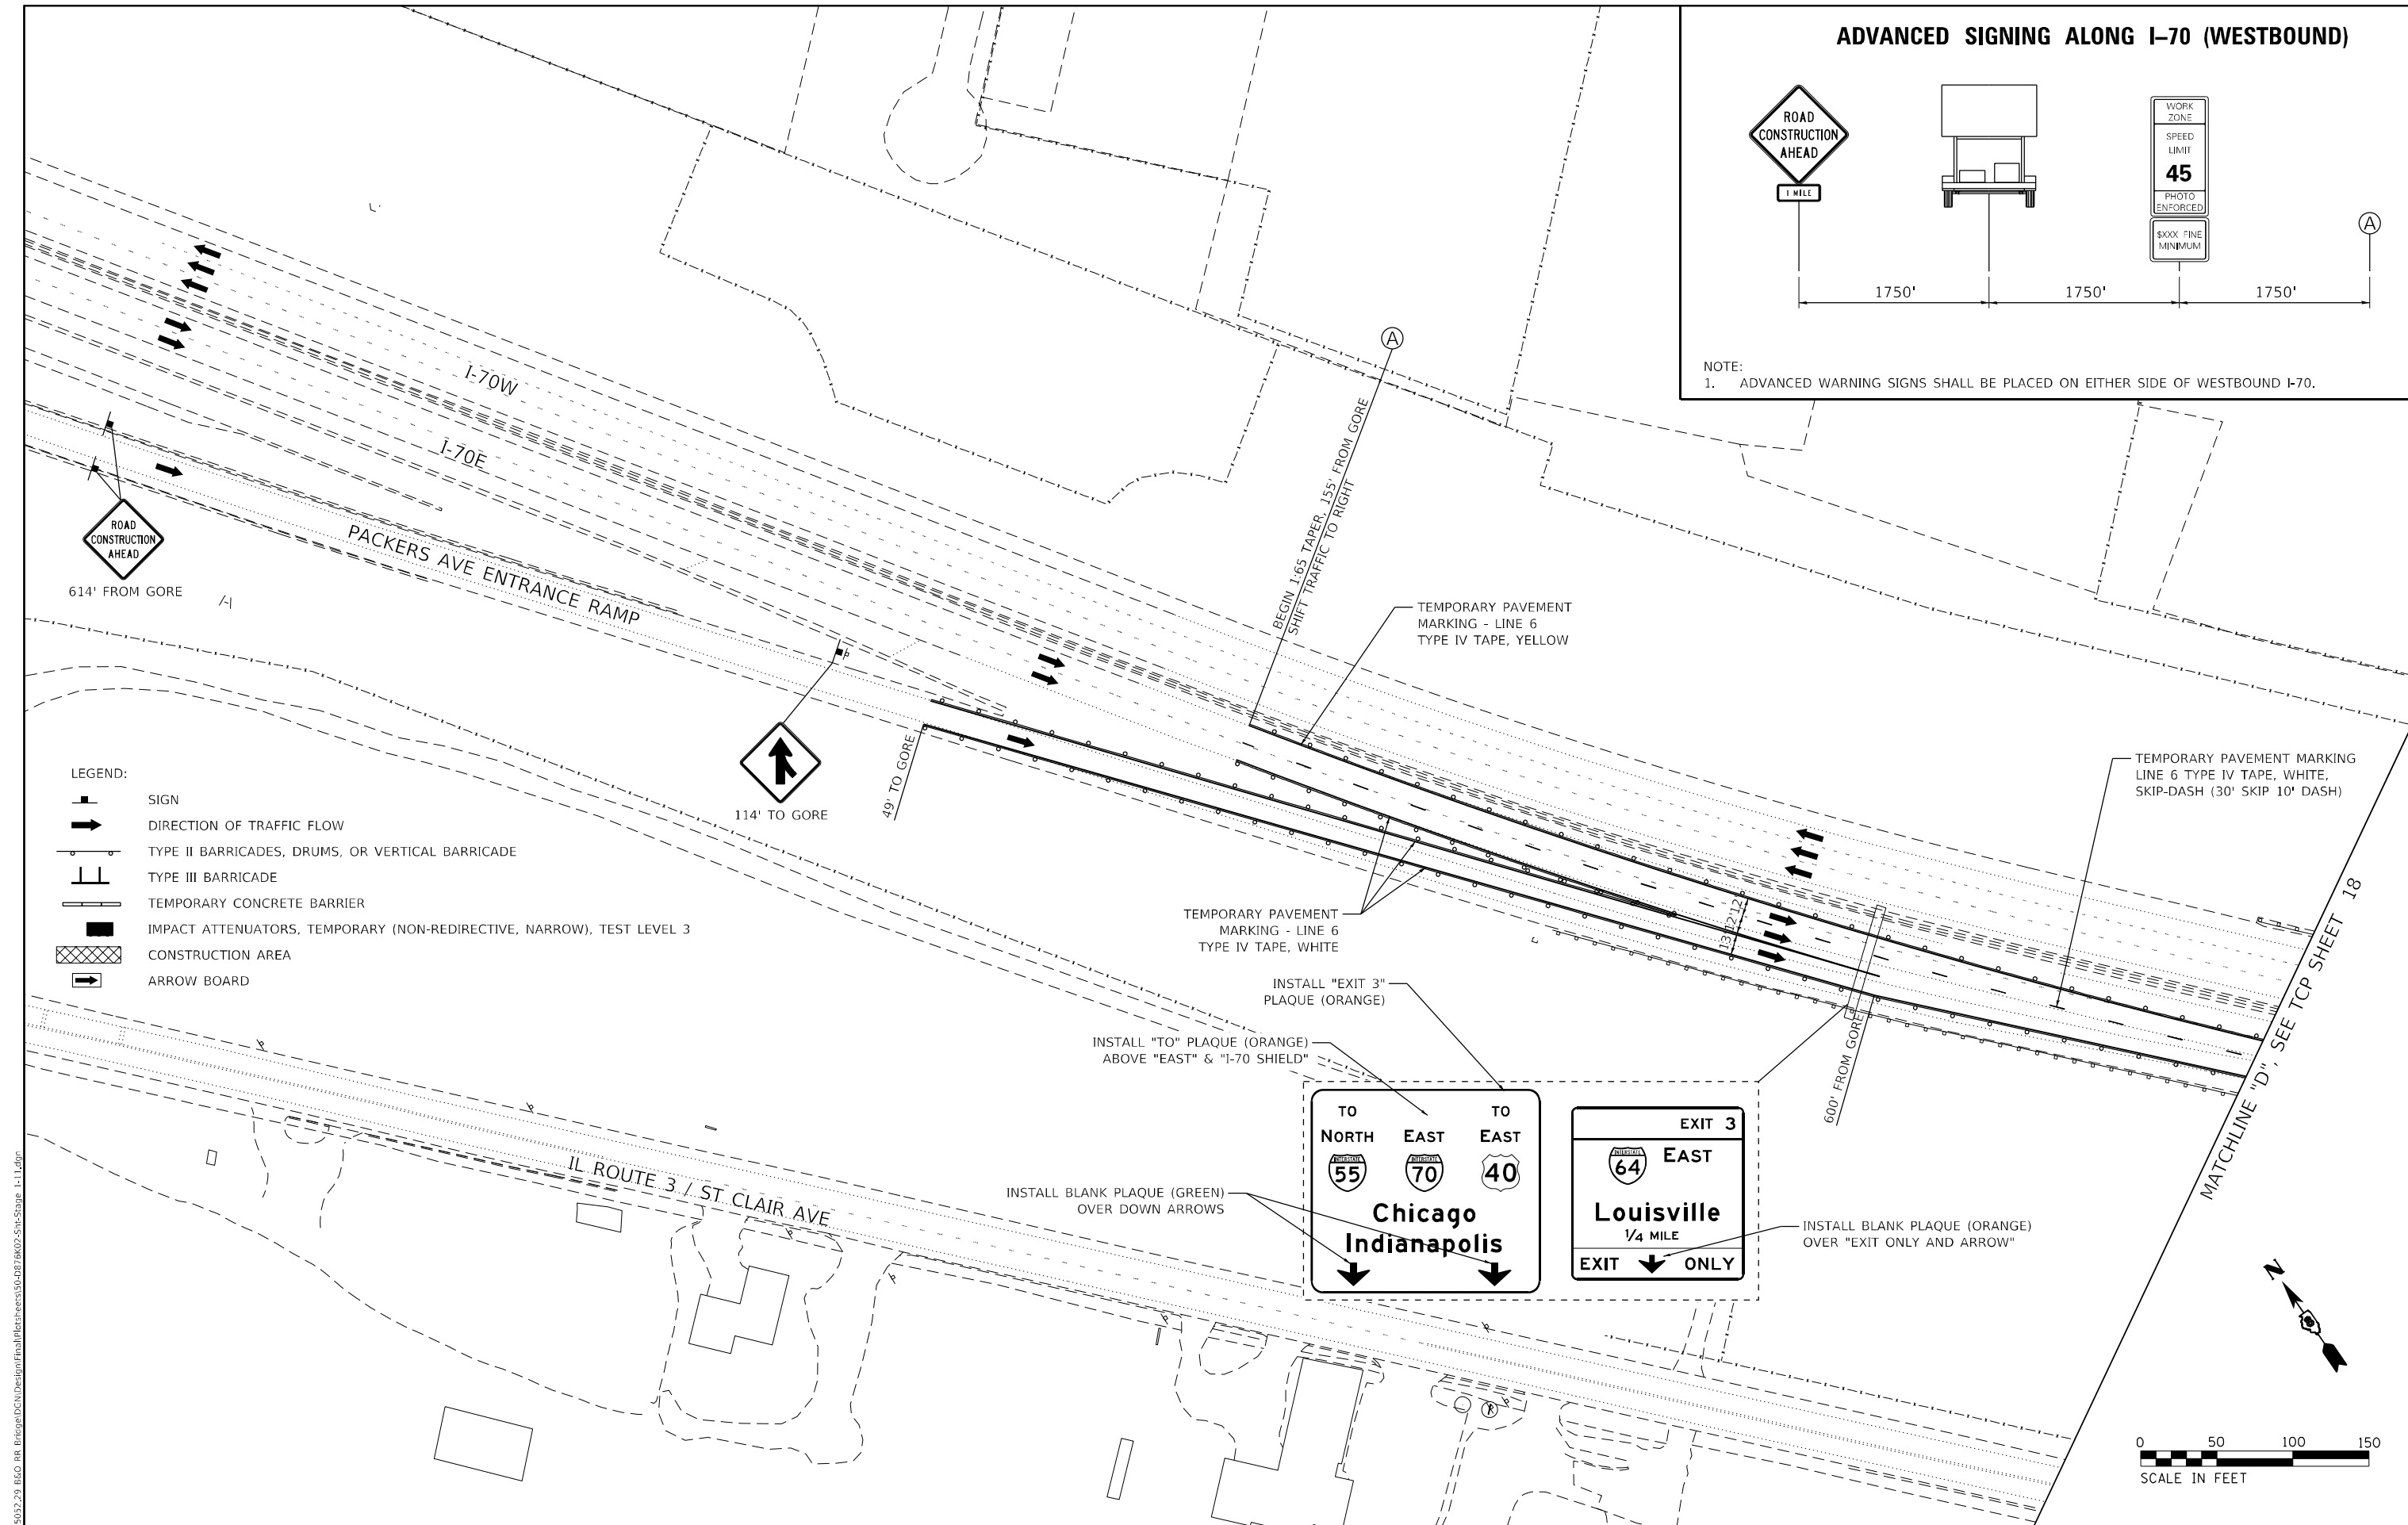 ADVANCED SIGNING ALONG I-70 (WESTBOUND)
ROAD
CONSTRUCTION
AHEAD
1 MILE
WORK
ZONE
SPEED
LIMIT
45
PHOTO
ENFORCED
$XXX FINE
MINIMUM
A
1750'
1750'
1750'
NOTE:
1. ADVANCED WARNING SIGNS SHALL BE PLACED ON EITHER SIDE OF WESTBOUND I-70.
A
BEGIN 1:65 TAPER, 155' FROM GORE
SHIFT TRAFFIC TO RIGHT
I-70W
I-70E
PACKERS AVE ENTRANCE RAMP
ROAD
CONSTRUCTION
AHEAD
614' FROM GORE
114' TO GORE
49' TO GORE
TEMPORARY PAVEMENT
MARKING - LINE 6
TYPE IV TAPE, YELLOW
TEMPORARY PAVEMENT MARKING
LINE 6 TYPE IV TAPE, WHITE,
SKIP-DASH (30' SKIP 10' DASH)
LEGEND:
SIGN
DIRECTION OF TRAFFIC FLOW
TYPE II BARRICADES, DRUMS, OR VERTICAL BARRICADE
TYPE III BARRICADE
TEMPORARY CONCRETE BARRIER
IMPACT ATTENUATORS, TEMPORARY (NON-REDIRECTIVE, NARROW), TEST LEVEL 3
CONSTRUCTION AREA
ARROW BOARD
TEMPORARY PAVEMENT
MARKING - LINE 6
TYPE IV TAPE, WHITE
13'12'12'
INSTALL "EXIT 3"
PLAQUE (ORANGE)
INSTALL "TO" PLAQUE (ORANGE)
ABOVE "EAST" & "I-70 SHIELD"
600' FROM GORE
MATCHLINE "D", SEE TCP SHEET 18
TO TO
NORTH EAST EAST
INTERSTATE INTERSTATE
55 70 40
Chicago
Indianapolis
EXIT 3
INTERSTATE
64 EAST
Louisville
1/4 MILE
EXIT ONLY
INSTALL BLANK PLAQUE (GREEN)
OVER DOWN ARROWS
INSTALL BLANK PLAQUE (ORANGE)
OVER "EXIT ONLY AND ARROW"
IL ROUTE 3 / ST CLAIR AVE
N
0 50 100 150
SCALE IN FEET